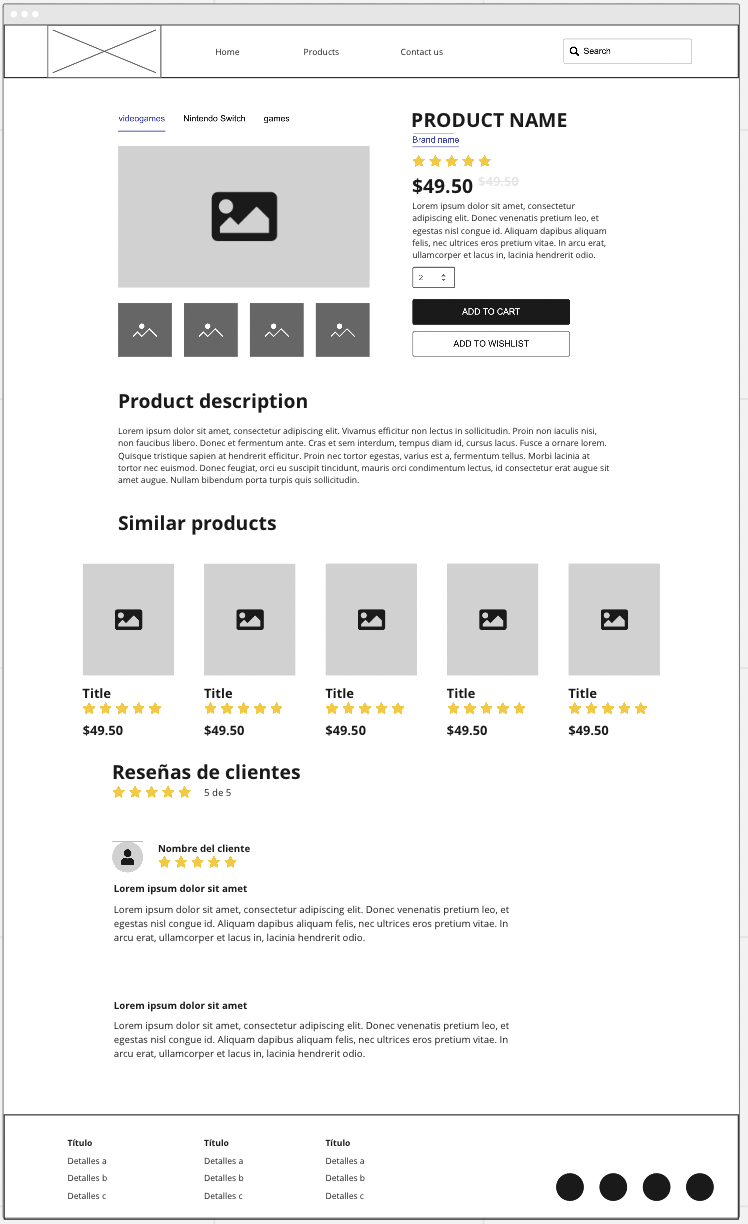 Home Products Contact us Search
videogames Nintendo Switch games
PRODUCT NAME
Brand name
$49.50 $49.50
Lorem ipsum dolor sit amet, consectetur
adipiscing elit. Donec venenatis pretium leo, et
egestas nisl congue id. Aliquam dapibus aliquam
felis, nec ultrices eros pretium vitae. In arcu erat,
ullamcorper et lacus in, lacinia hendrerit odio.
2
ADD TO CART
ADD TO WISHLIST
Product description
Lorem ipsum dolor sit amet, consectetur adipiscing elit. Vivamus efficitur non lectus in sollicitudin. Proin non iaculis nisi,
non faucibus libero. Donec et fermentum ante. Cras et sem interdum, tempus diam id, cursus lacus. Fusce a ornare lorem.
Quisque tristique sapien at hendrerit efficitur. Proin nec tortor egestas, varius est a, fermentum tellus. Morbi lacinia at
tortor nec euismod. Donec feugiat, orci eu suscipit tincidunt, mauris orci condimentum lectus, id consectetur erat augue sit
amet augue. Nullam bibendum porta turpis quis sollicitudin.
Similar products
Title Title Title Title Title
$49.50 $49.50 $49.50 $49.50 $49.50
Reseñas de clientes
5 de 5
Nombre del cliente
Lorem ipsum dolor sit amet
Lorem ipsum dolor sit amet, consectetur adipiscing elit. Donec venenatis pretium leo, et
egestas nisl congue id. Aliquam dapibus aliquam felis, nec ultrices eros pretium vitae. In
arcu erat, ullamcorper et lacus in, lacinia hendrerit odio.
Lorem ipsum dolor sit amet
Lorem ipsum dolor sit amet, consectetur adipiscing elit. Donec venenatis pretium leo, et
egestas nisl congue id. Aliquam dapibus aliquam felis, nec ultrices eros pretium vitae. In
arcu erat, ullamcorper et lacus in, lacinia hendrerit odio.
Título Título Título
Detalles a Detalles a Detalles a
Detalles b Detalles b Detalles b
Detalles c Detalles c Detalles c